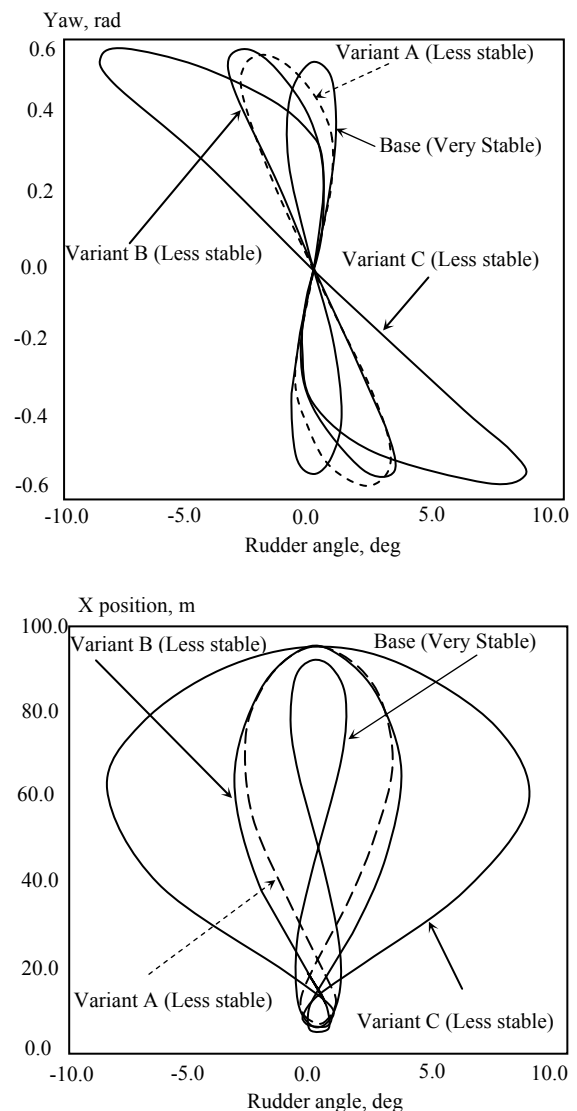 Yaw, rad
0.6
Variant A (Less stable)
0.4
Base (Very Stable)
0.2
Variant B (Less stable)
Variant C (Less stable)
0.0
-0.2
-0.4
-0.6
-10.0
-5.0
0.0
5.0
10.0
Rudder angle, deg
X position, m
100.0
Variant B (Less stable)
Base (Very Stable)
80.0
60.0
40.0
20.0
Variant A (Less stable)
Variant C (Less stable)
0.0
-10.0
-5.0
0.0
5.0
10.0
Rudder angle, deg